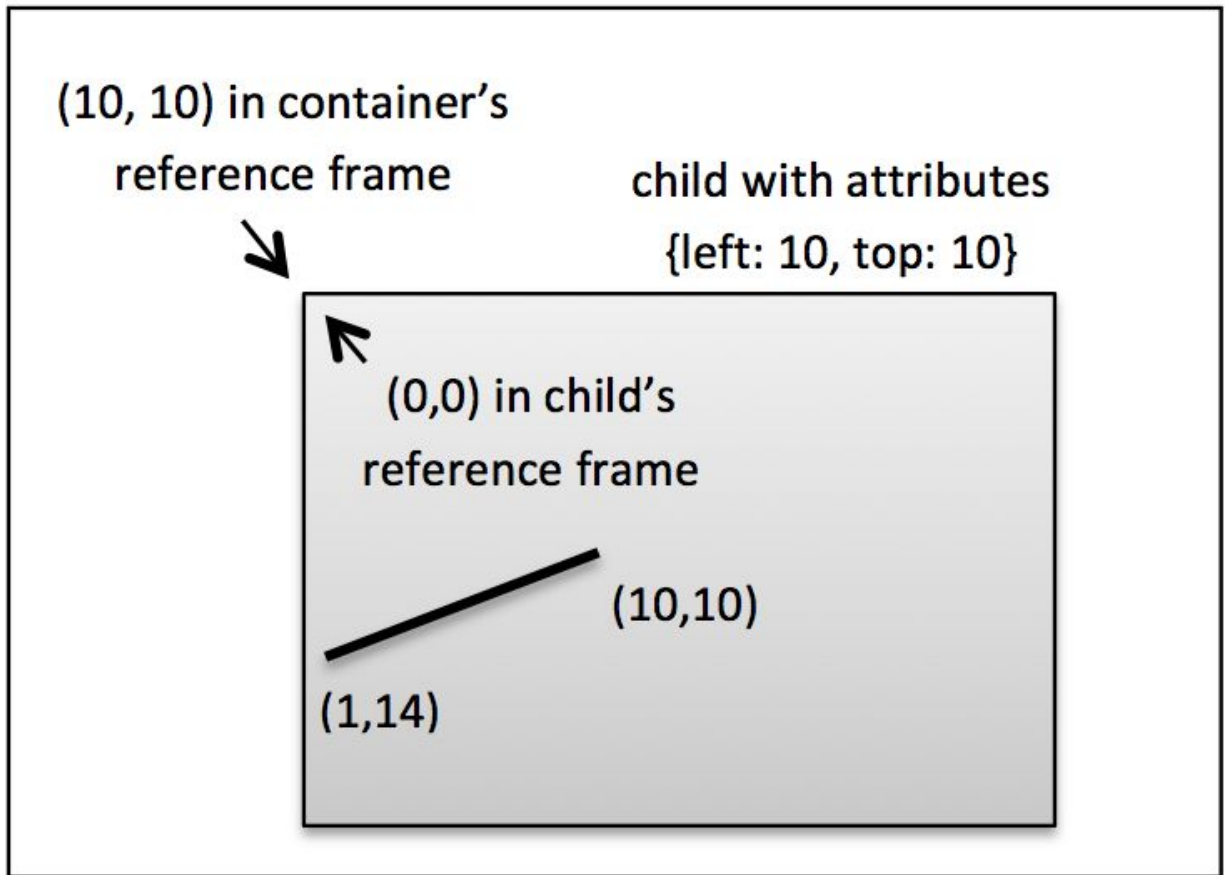 (10, 10) in container’s
reference frame
child with attributes
{left: 10, top: 10}
(0,0) in child’s
reference frame
(10,10)
(1,14)